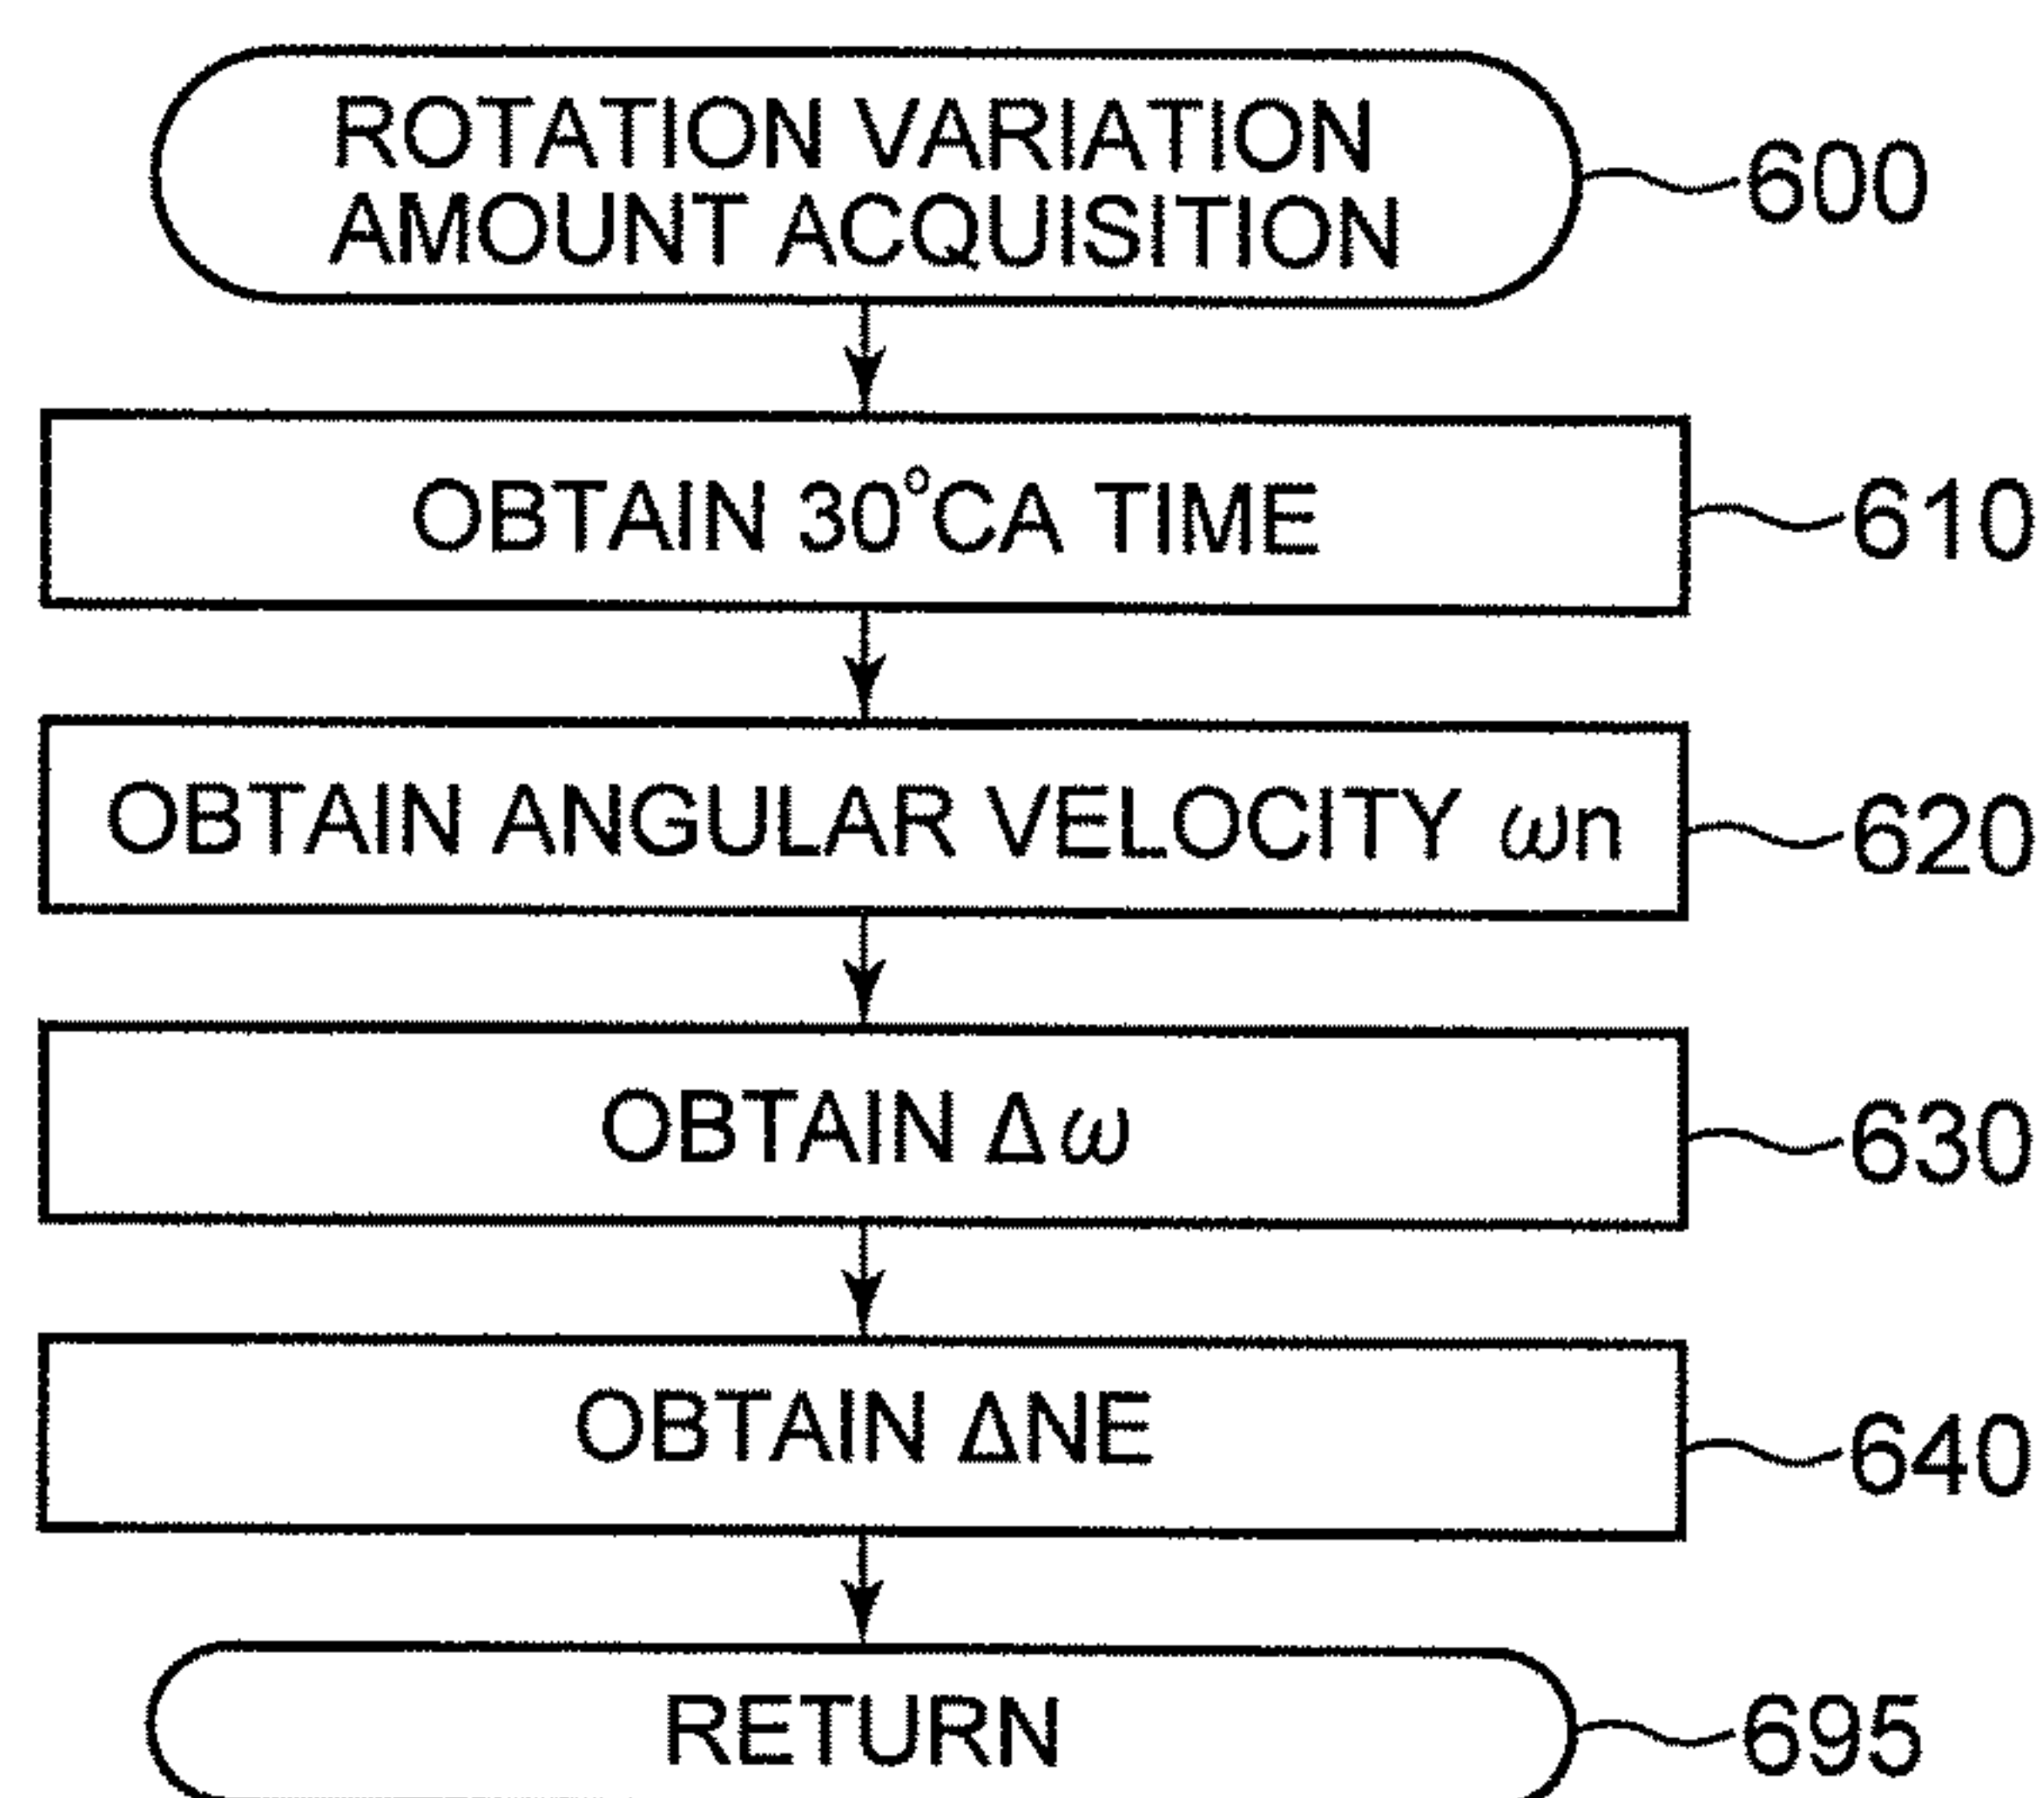 ROTATION VARIATION
AMOUNT ACQUISITION
600
OBTAIN 30°CA TIME
610
OBTAIN ANGULAR VELOCITY ωn
620
OBTAIN Δω
630
OBTAIN ΔNE
640
RETURN
695